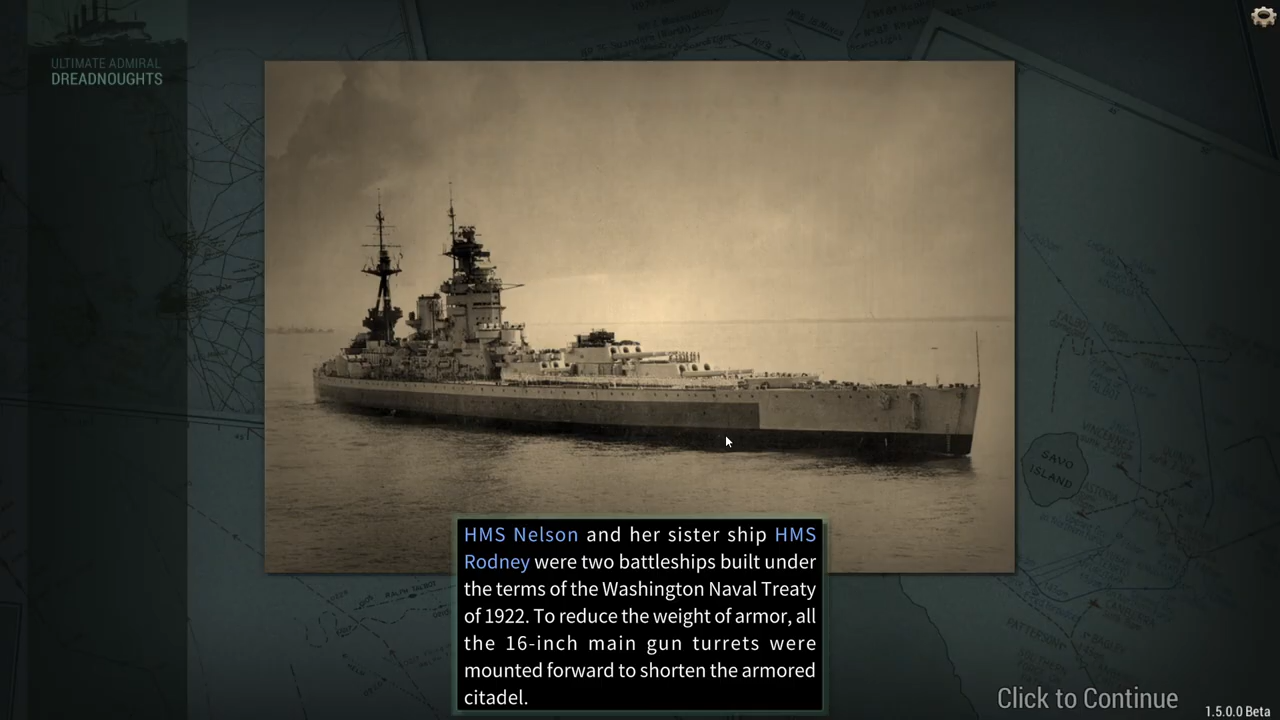 ULTIMATE ADMIRAL
DREADNOUGHTS
SAVO
ISLAND
HMS Nelson and her sister ship HMS
Rodney were two battleships built under
the terms of the Washington Naval Treaty
of 1922. To reduce the weight of armor, all
the 16-inch main gun turrets were
mounted forward to shorten the armored
citadel.
Click to Continue
1.5.0.0 Beta